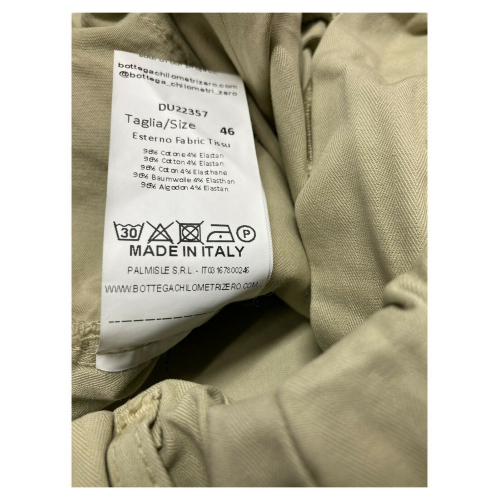 bottegachilometrizero.com
@bottega_chilometri_zero
DU22357
Taglia/Size 46
Esterno Fabric Tissu
96% Cotone 4% Elastan
96% Cotton 4% Elastan
96% Coton 4% Elasthane
96% Baumwolle 4% Elasthan
96% Algodon 4% Elastan
30 P
MADE IN ITALY
PALMISLE S.R.L - IT03167800246
WWW.BOTTEGACHILOMETRIZERO.COM